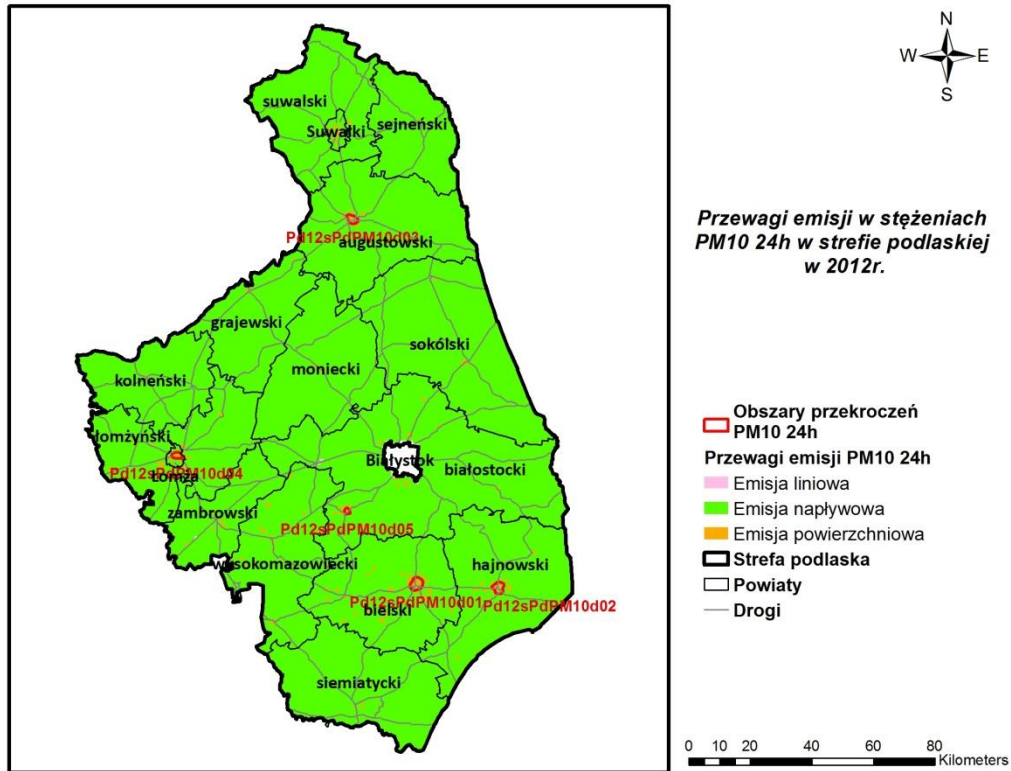 N
W E
S
Przewagi emisji w stężeniach
PM10 24h w strefie podlaskiej
w 2012r.
suwalski
Suwałki
sejneński
Pd12sPdPM10d03
augustowski
grajewski
sokólski
moniecki
kolneński
łomżyński
Białystok
białostocki
Pd12sPdPM10d04
Łomża
zambrowski
Pd12sPdPM10d05
wysokomazowiecki
hajnowski
Pd12sPdPM10d01
Pd12sPdPM10d02
bielski
siemiatycki
Obszary przekroczeń
PM10 24h
Przewagi emisji PM10 24h
Emisja liniowa
Emisja napływowa
Emisja powierzchniowa
Strefa podlaska
Powiaty
Drogi
0 10 20 40 60 80
Kilometers